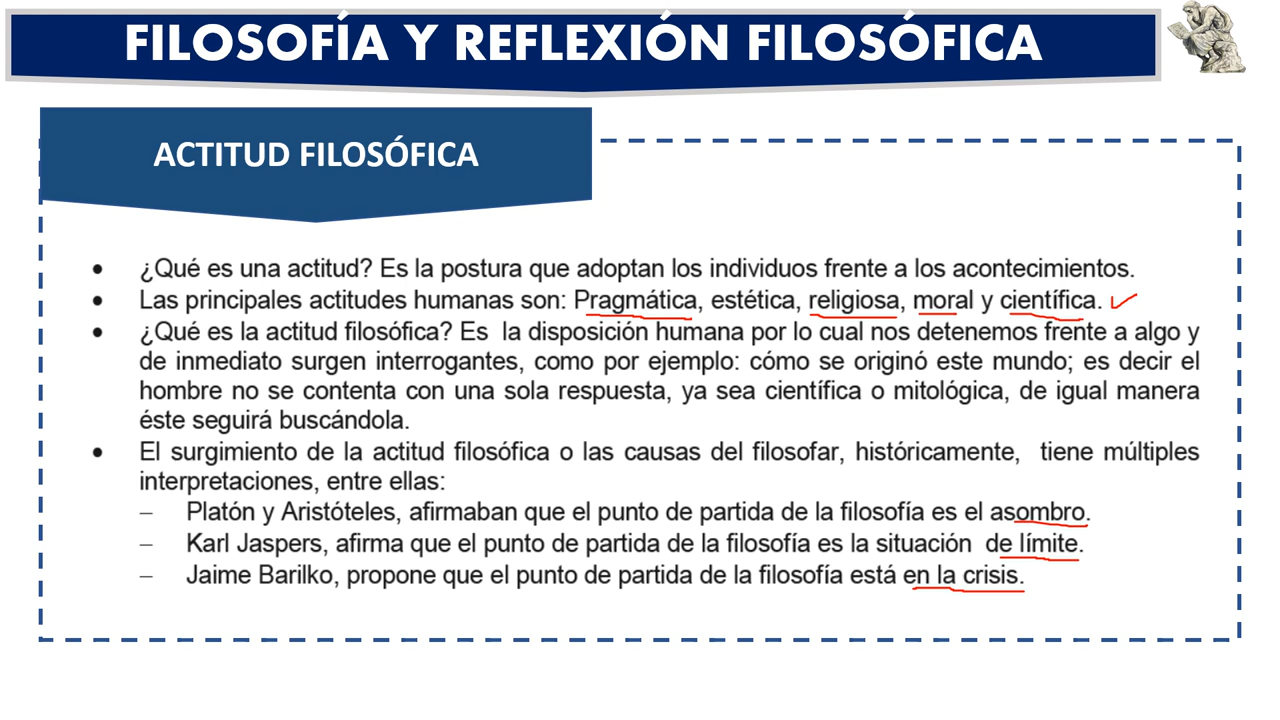 FILOSOFÍA Y REFLEXIÓN FILOSÓFICA
ACTITUD FILOSÓFICA
• ¿Qué es una actitud? Es la postura que adoptan los individuos frente a los acontecimientos.
• Las principales actitudes humanas son: Pragmática, estética, religiosa, moral y científica.
• ¿Qué es la actitud filosófica? Es la disposición humana por lo cual nos detenemos frente a algo y
de inmediato surgen interrogantes, como por ejemplo: cómo se originó este mundo; es decir el
hombre no se contenta con una sola respuesta, ya sea científica o mitológica, de igual manera
éste seguirá buscándola.
• El surgimiento de la actitud filosófica o las causas del filosofar, históricamente, tiene múltiples
interpretaciones, entre ellas:
– Platón y Aristóteles, afirmaban que el punto de partida de la filosofía es el asombro.
– Karl Jaspers, afirma que el punto de partida de la filosofía es la situación de límite.
– Jaime Barilko, propone que el punto de partida de la filosofía está en la crisis.